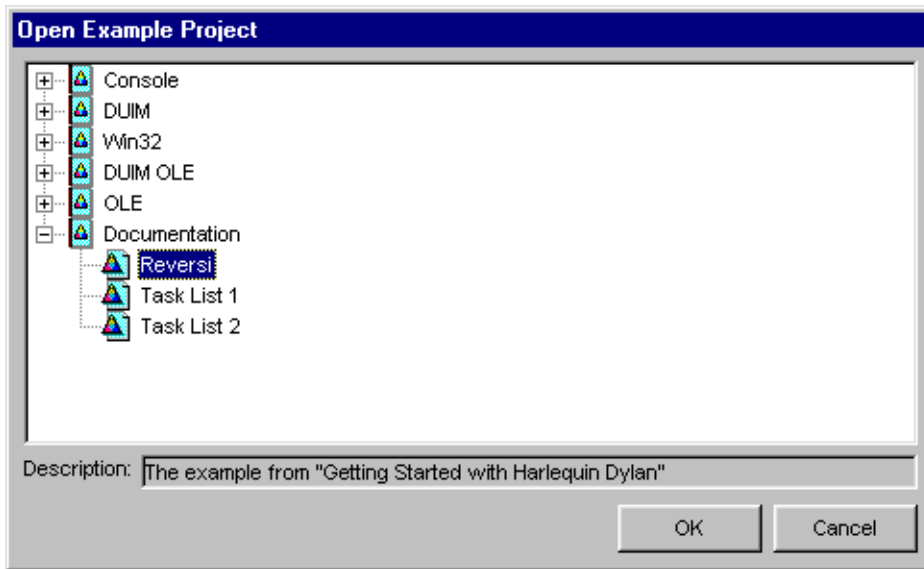 Open Example Project
Console
DUIM
Win32
DUIM OLE
OLE
Documentation
Reversi
Task List 1
Task List 2
Description: The example from "Getting Started with Harlequin Dylan"
OK Cancel